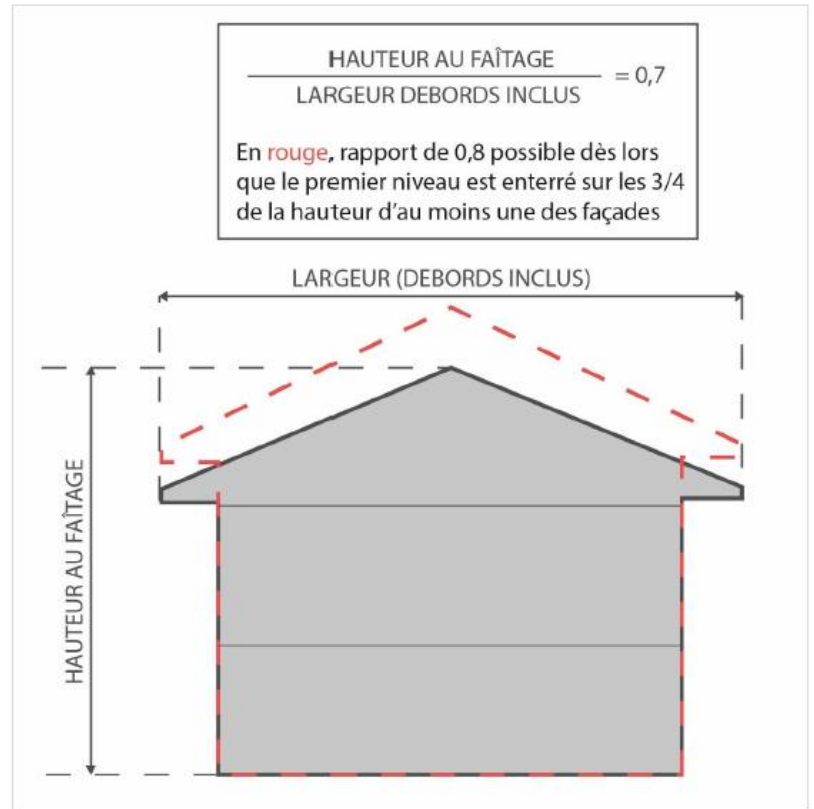 HAUTEUR AU FAÎTAGE
LARGEUR DEBORDS INCLUS
= 0,7
En rouge, rapport de 0,8 possible dès lors
que le premier niveau est enterré sur les 3/4
de la hauteur d'au moins une des façades
LARGEUR (DEBORDS INCLUS)
HAUTEUR AU FAÎTAGE